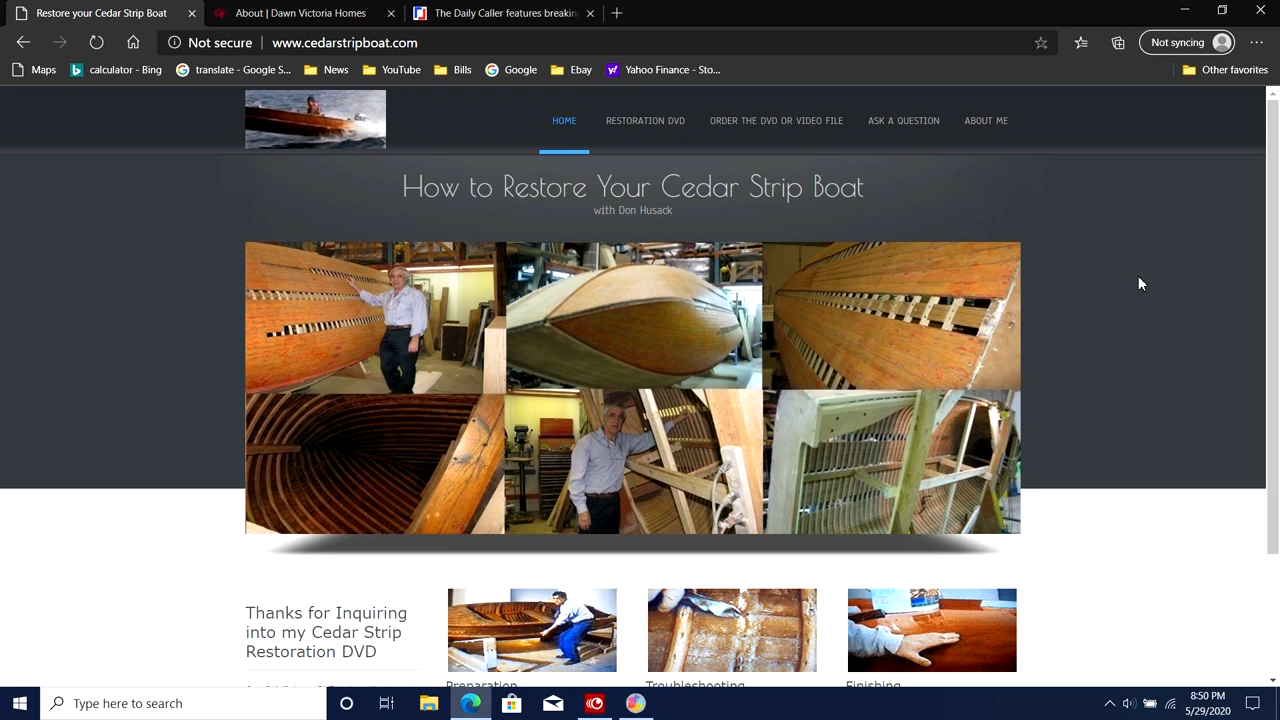 Restore your Cedar Strip Boat
About | Dawn Victoria Homes
The Daily Caller features breakin
Not secure | www.cedarstripboat.com
Not syncing
Maps
calculator - Bing
translate - Google S...
News
YouTube
Bills
Google
Ebay
Yahoo Finance - Sto...
Other favorites
HOME
RESTORATION DVD
ORDER THE DVD OR VIDEO FILE
ASK A QUESTION
ABOUT ME
How to Restore Your Cedar Strip Boat
with Don Husack
Thanks for Inquiring
into my Cedar Strip
Restoration DVD
Preparation
Troubleshooting
Finishing
Type here to search
8:50 PM
5/29/2020